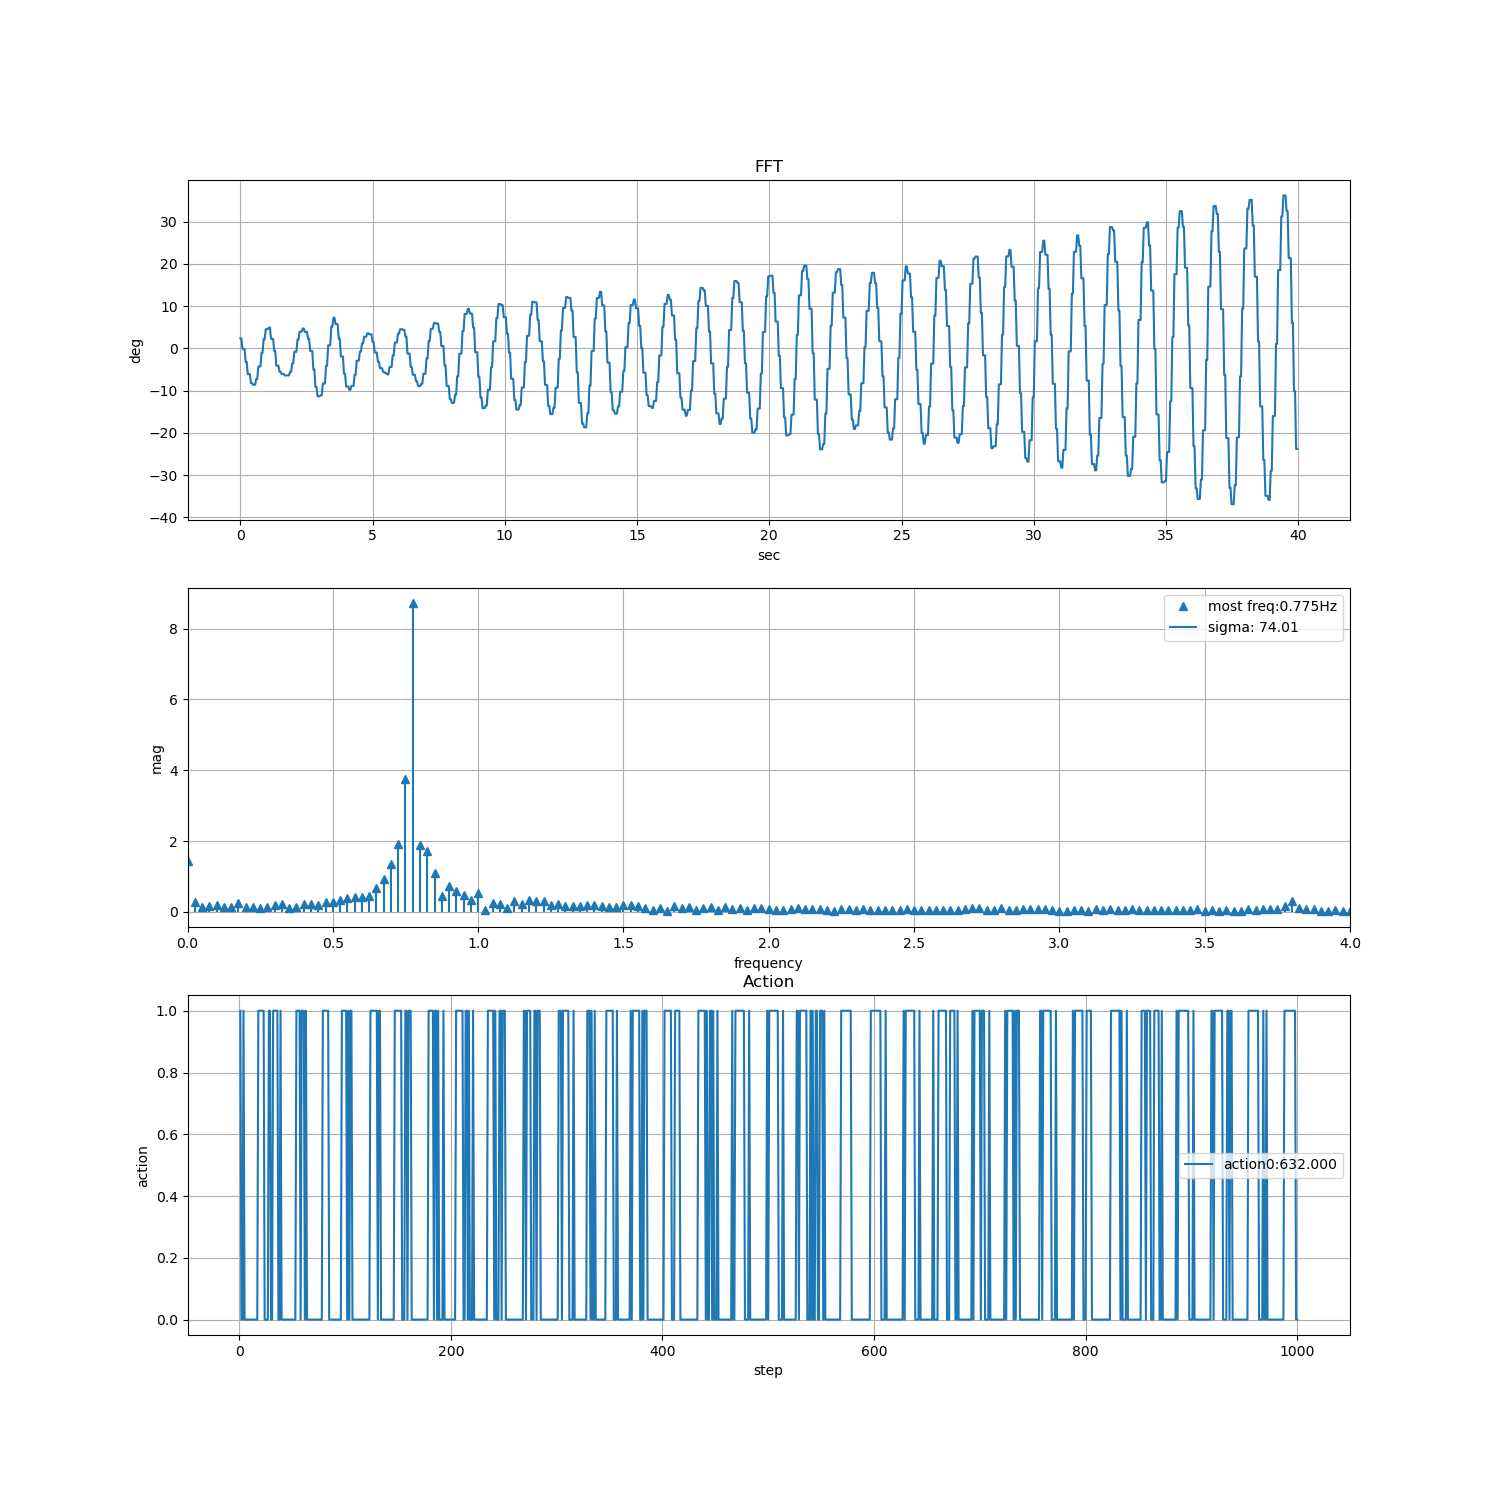 FFT
30
20
10
0
−10
−20
−30
−40
deg
0 5 10 15 20 25 30 35 40
sec
most freq:0.775Hz
sigma: 74.01
8
6
4
2
0
mag
0.0 0.5 1.0 1.5 2.0 2.5 3.0 3.5 4.0
frequency
Action
1.0
0.8
0.6
0.4
0.2
0.0
action
action0:632.000
0 200 400 600 800 1000
step